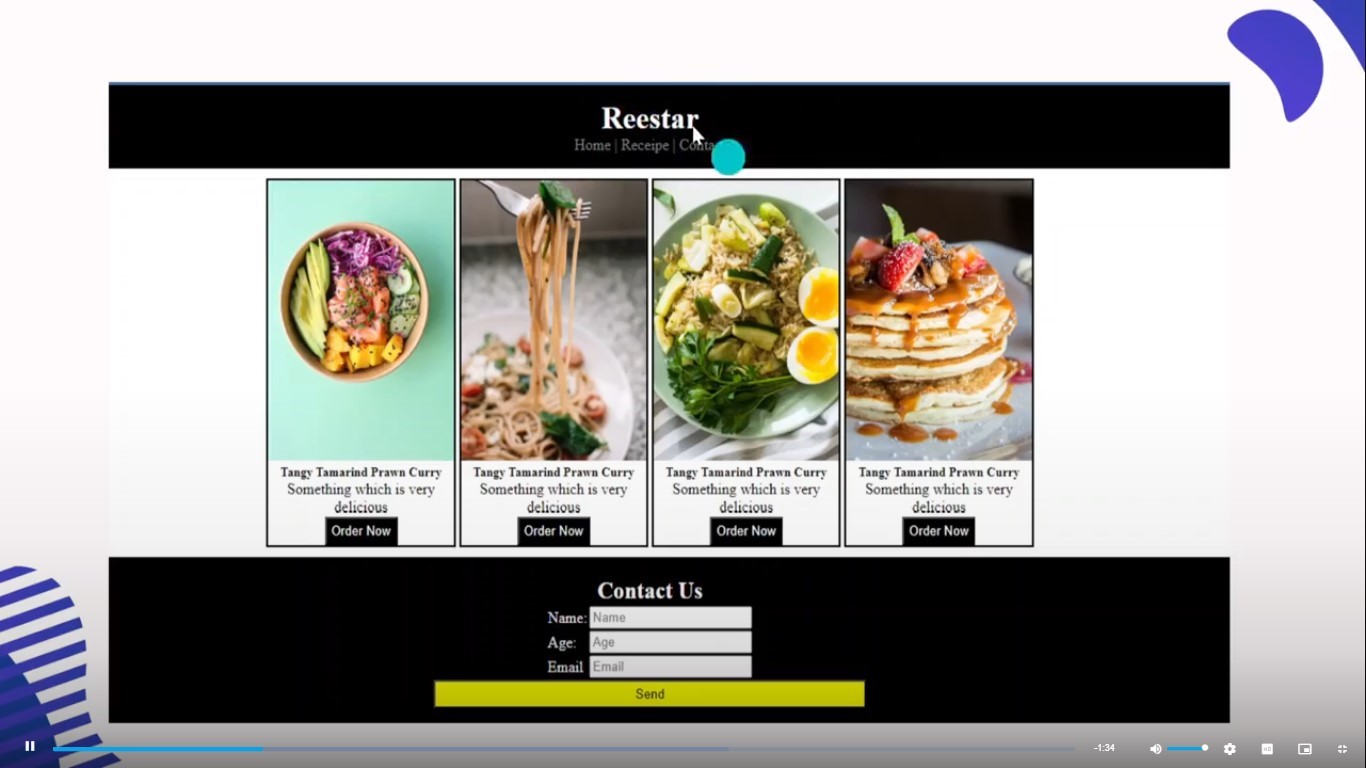 Reestar
Home | Receipe | Conta
Tangy Tamarind Prawn Curry
Something which is very
delicious
Order Now
Tangy Tamarind Prawn Curry
Something which is very
delicious
Order Now
Tangy Tamarind Prawn Curry
Something which is very
delicious
Order Now
Tangy Tamarind Prawn Curry
Something which is very
delicious
Order Now
Contact Us
Name: Name
Age: Age
Email Email
Send
-1:34
HD